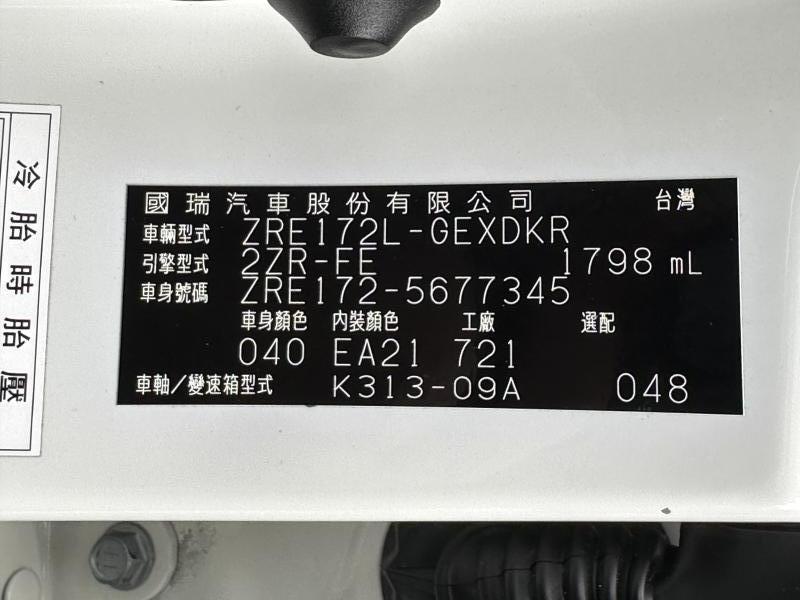 國瑞汽車股份有限公司 台灣
車輛型式 ZRE172L-GEXDKR
引擎型式 2ZR-FE 1798 mL
車身號碼 ZRE172-5677345
車身顏色 內裝顏色 工廠 選配
040 EA21 721
車軸／變速箱型式 K313-09A 048
冷胎時胎壓